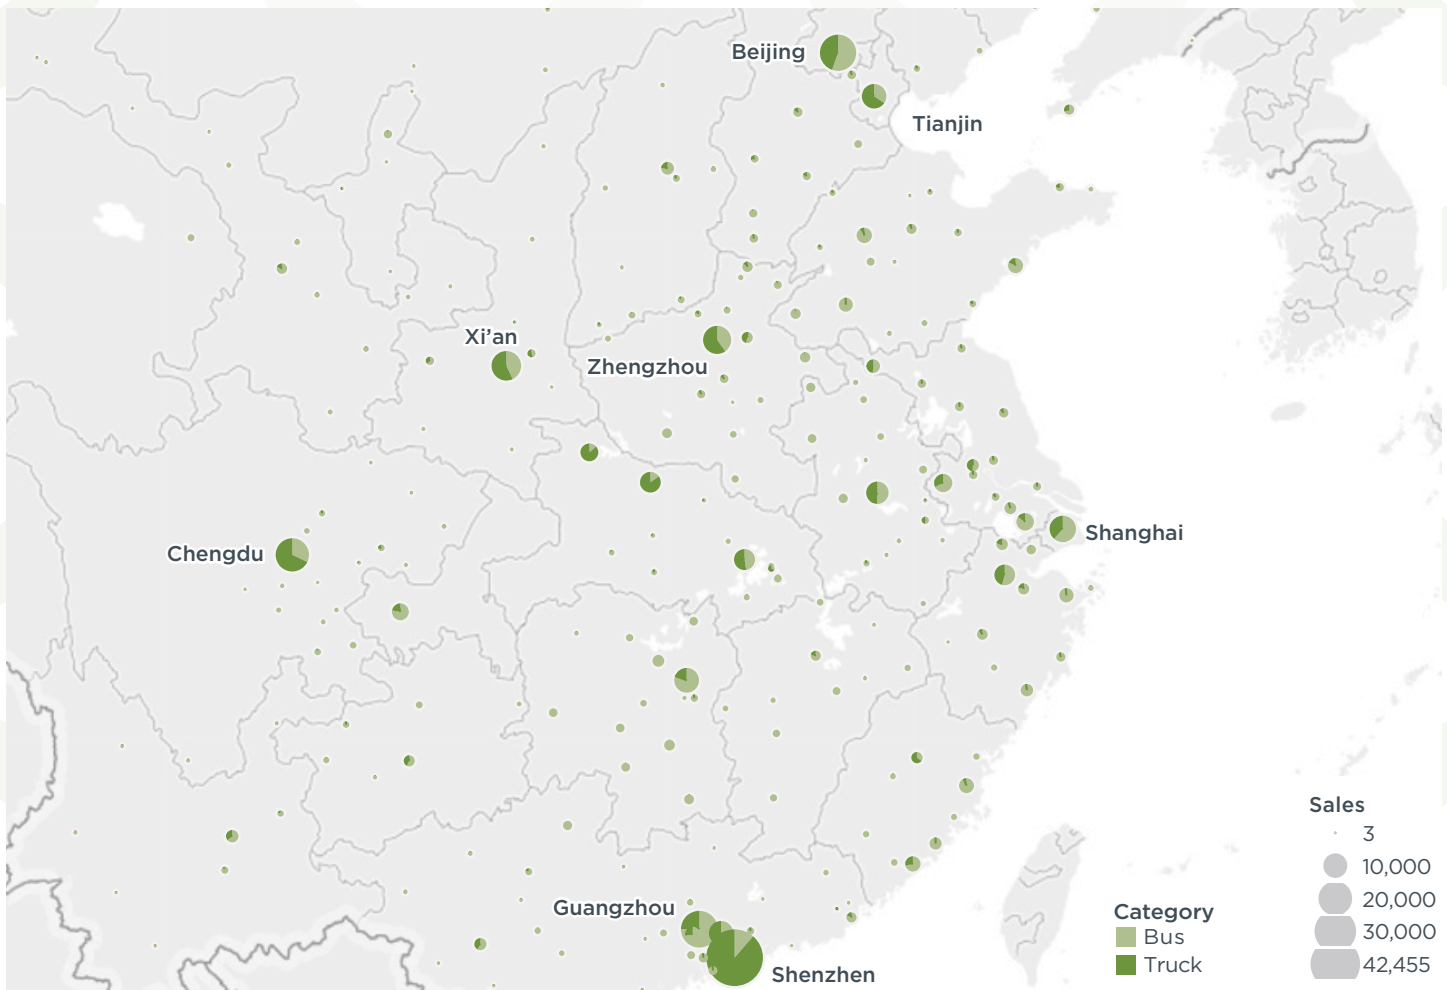 Beijing
Tianjin
Xi’an
Zhengzhou
Chengdu
Shanghai
Guangzhou
Shenzhen
Category
Bus
Truck
Sales
3
10,000
20,000
30,000
42,455